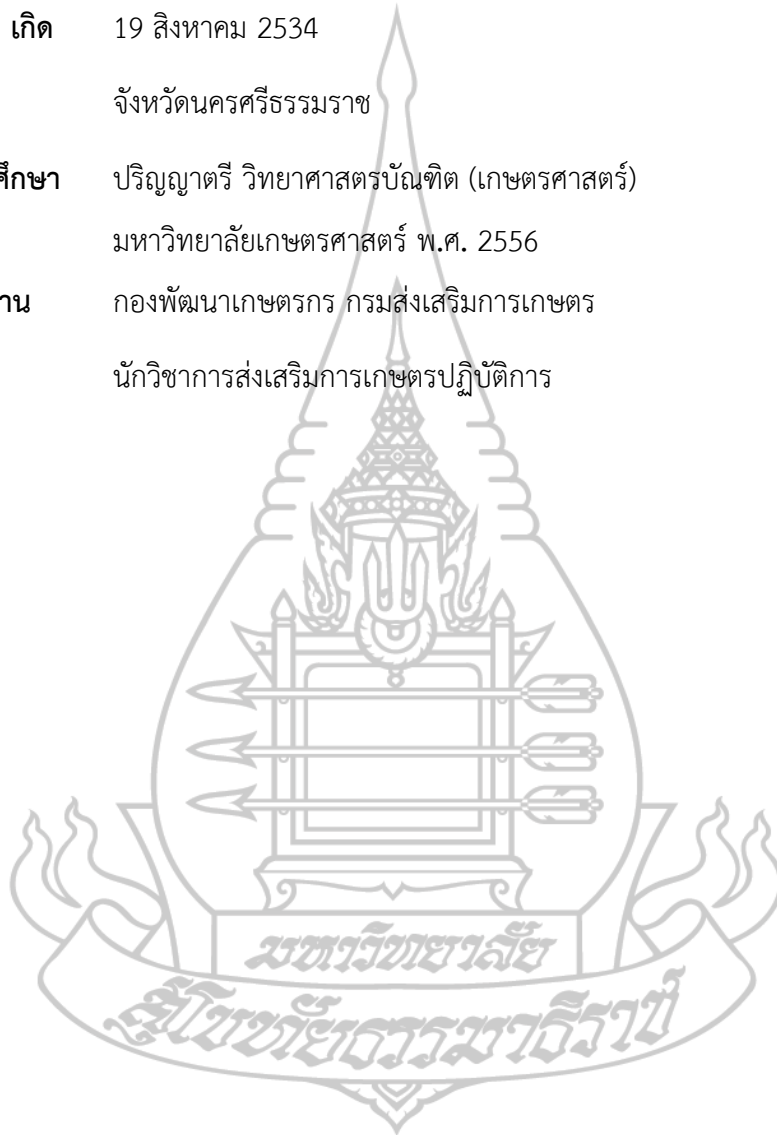 เกิด 19 สิงหาคม 2534
จังหวัดนครศรีธรรมราช
ศึกษา ปริญญาตรี วิทยาศาสตรบัณฑิต (เกษตรศาสตร์)
มหาวิทยาลัยเกษตรศาสตร์ พ.ศ. 2556
าน กองพัฒนาเกษตรกร กรมส่งเสริมการเกษตร
นักวิชาการส่งเสริมการเกษตรปฏิบัติการ
มหาวิทยาลัย
สุโขทัยธรรมาธิราช